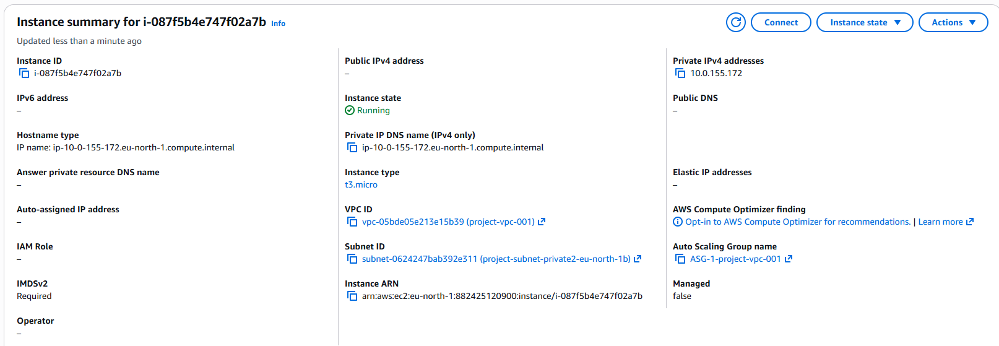 Instance summary for i-087f5b4e747f02a7b Info
Connect
Instance state
Actions
Updated less than a minute ago
Instance ID
i-087f5b4e747f02a7b
Public IPv4 address
–
Private IPv4 addresses
10.0.155.172
IPv6 address
–
Instance state
Running
Public DNS
–
Hostname type
IP name: ip-10-0-155-172.eu-north-1.compute.internal
Private IP DNS name (IPv4 only)
ip-10-0-155-172.eu-north-1.compute.internal
Answer private resource DNS name
–
Instance type
t3.micro
Elastic IP addresses
–
Auto-assigned IP address
–
VPC ID
vpc-05bde05e213e15b39 (project-vpc-001)
AWS Compute Optimizer finding
Opt-in to AWS Compute Optimizer for recommendations. | Learn more
IAM Role
–
Subnet ID
subnet-0624247bab392e311 (project-subnet-private2-eu-north-1b)
Auto Scaling Group name
ASG-1-project-vpc-001
IMDSv2
Required
Instance ARN
arn:aws:ec2:eu-north-1:882425120900:instance/i-087f5b4e747f02a7b
Managed
false
Operator
–